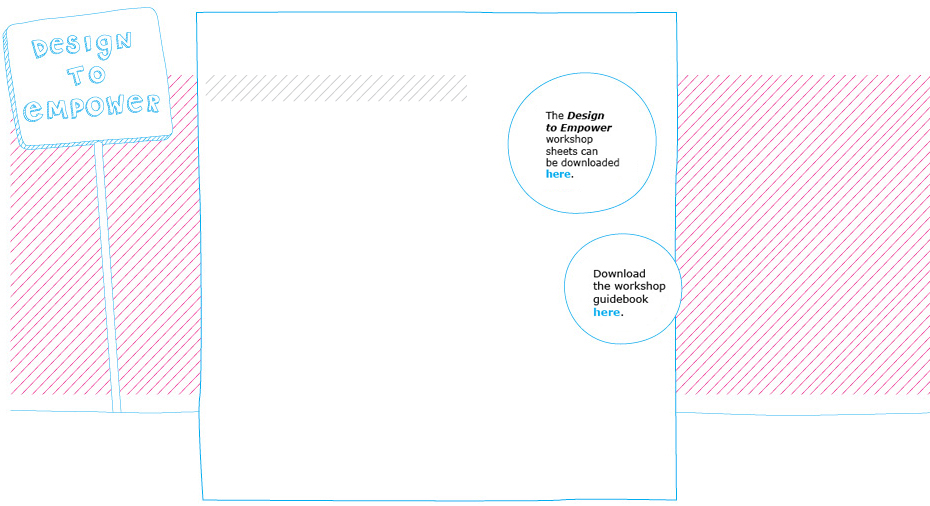 DesIgn
TO
eMPOWeR
The Design
to Empower
workshop
sheets can
be downloaded
here.
Download
the workshop
guidebook
here.